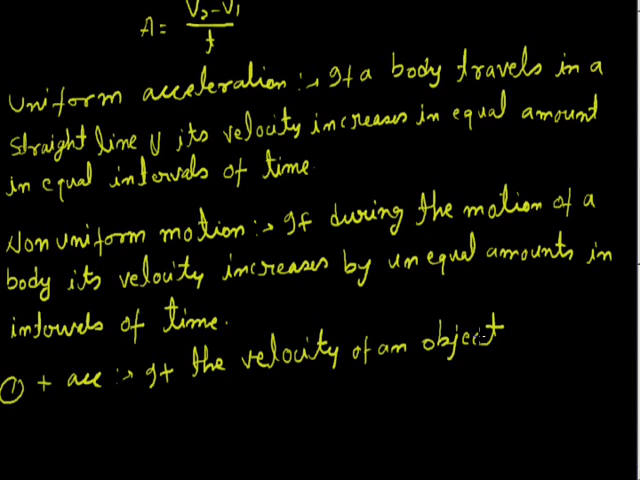 A = V₂ - V₁ / t
Uniform acceleration :→ If a body travels in a
straight line & its velocity increases in equal amount
in equal intervals of time.
Non uniform motion :→ If during the motion of a
body its velocity increases by unequal amounts in
intervals of time.
① + acc :→ If the velocity of an object